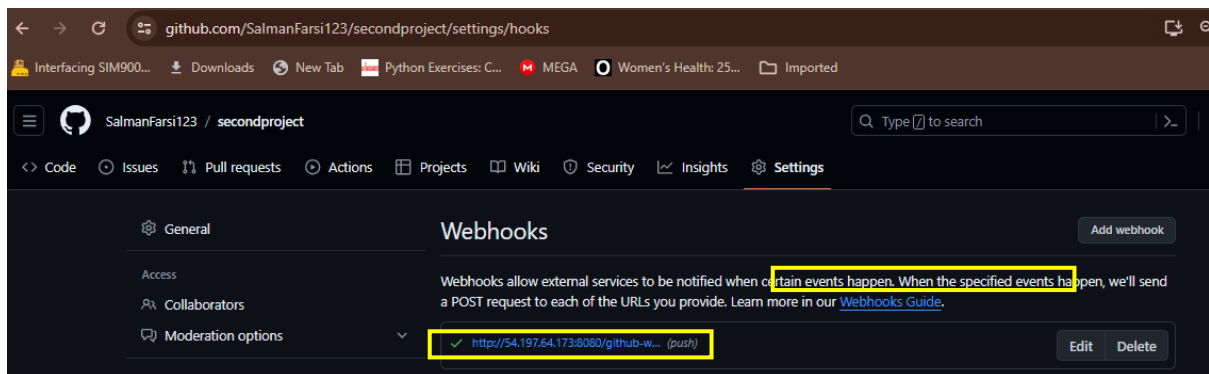 github.com/SalmanFarsi123/secondproject/settings/hooks
Interfacing SIM900... Downloads New Tab Python Exercises: C... MEGA Women's Health: 25... Imported
SalmanFarsi123 / secondproject Type / to search
Code Issues Pull requests Actions Projects Wiki Security Insights Settings
General
Access
Collaborators
Moderation options
Webhooks Add webhook
Webhooks allow external services to be notified when certain events happen. When the specified events happen, we'll send
a POST request to each of the URLs you provide. Learn more in our Webhooks Guide.
http://54.197.64.173:8080/github-w... (push) Edit Delete